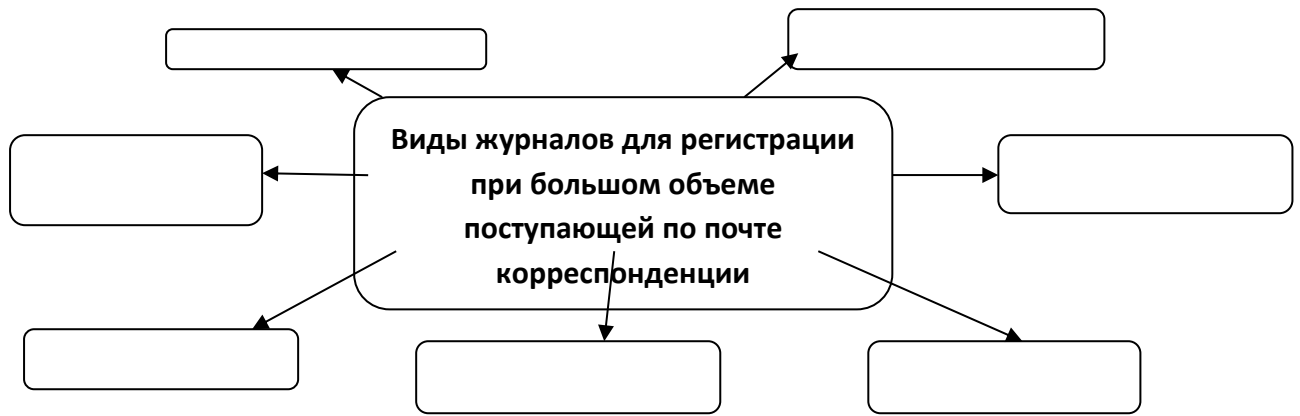 Виды журналов для регистрации
при большом объеме
поступающей по почте
корреспонденции